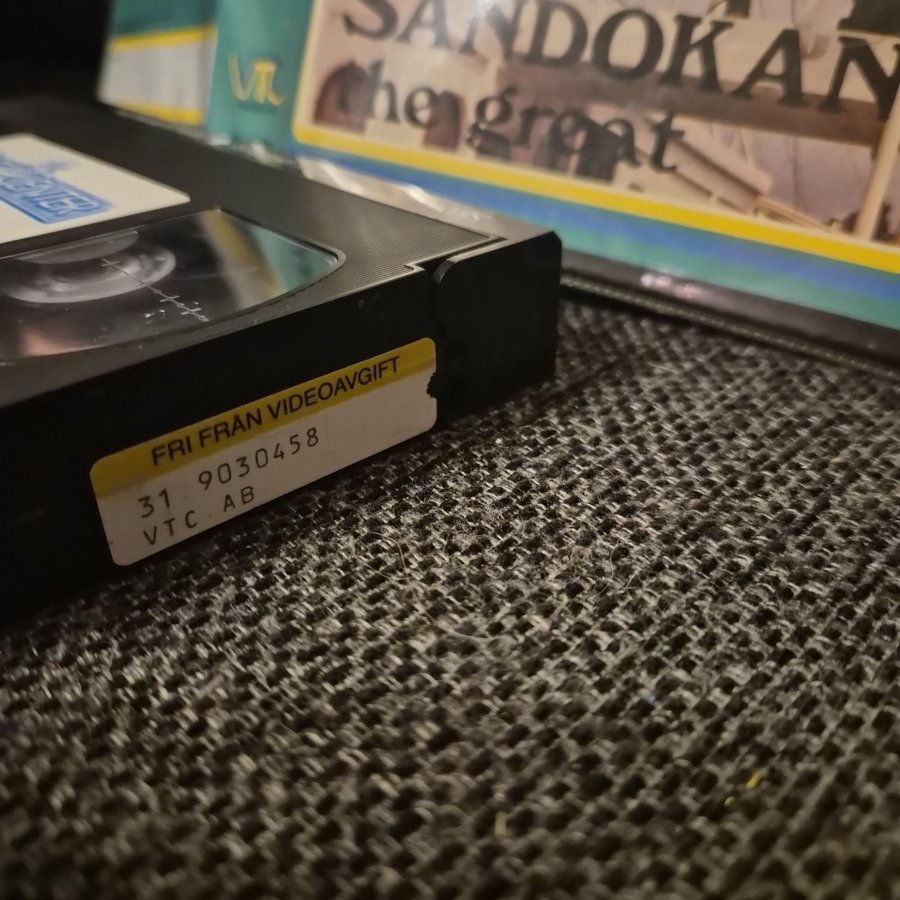 SANDOKAN
the great
VTC
FRI FRÅN VIDEOAVGIFT
31 9030458
VTC AB